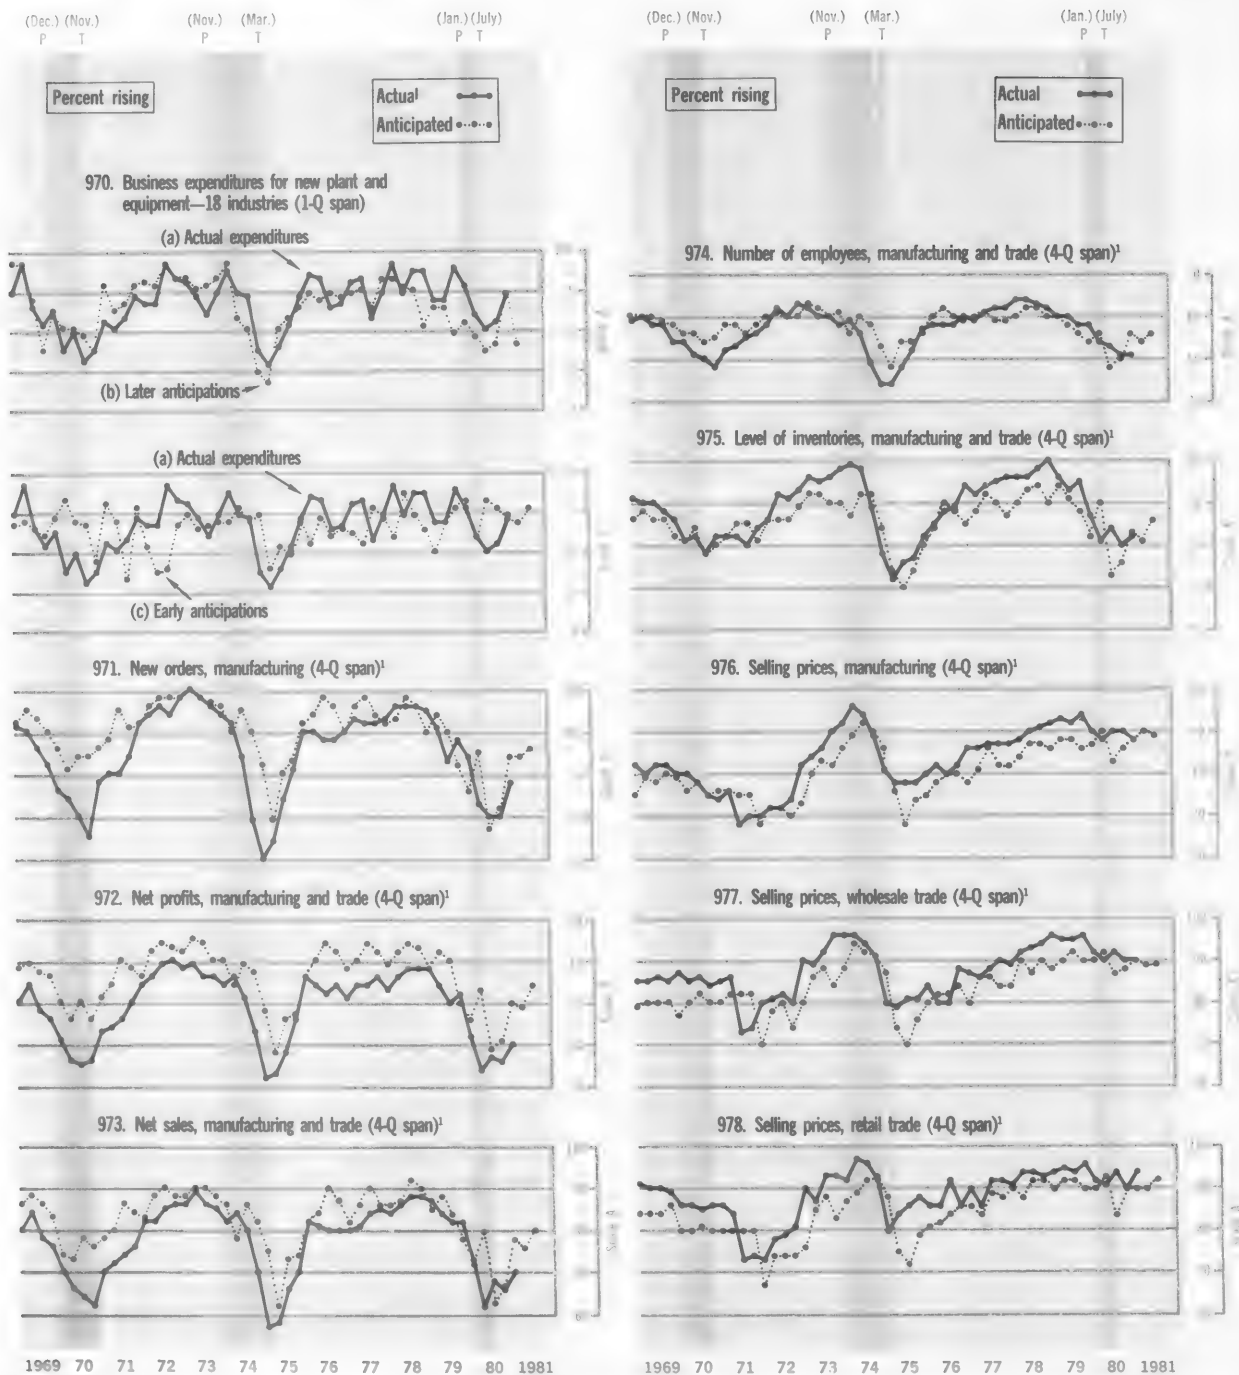 (Dec.) (Nov.) (Nov.) (Mar.) (Jan.) (July)
P T P T P T
(Dec.) (Nov.) (Nov.) (Mar.) (Jan.) (July)
P T P T P T
Percent rising
Actual
Anticipated
970. Business expenditures for new plant and
equipment—18 industries (1-Q span)
(a) Actual expenditures
(b) Later anticipations
(a) Actual expenditures
(c) Early anticipations
971. New orders, manufacturing (4-Q span)¹
972. Net profits, manufacturing and trade (4-Q span)¹
973. Net sales, manufacturing and trade (4-Q span)¹
1969 70 71 72 73 74 75 76 77 78 79 80 1981
Percent rising
Actual
Anticipated
974. Number of employees, manufacturing and trade (4-Q span)¹
975. Level of inventories, manufacturing and trade (4-Q span)¹
976. Selling prices, manufacturing (4-Q span)¹
977. Selling prices, wholesale trade (4-Q span)¹
978. Selling prices, retail trade (4-Q span)¹
1969 70 71 72 73 74 75 76 77 78 79 80 1981